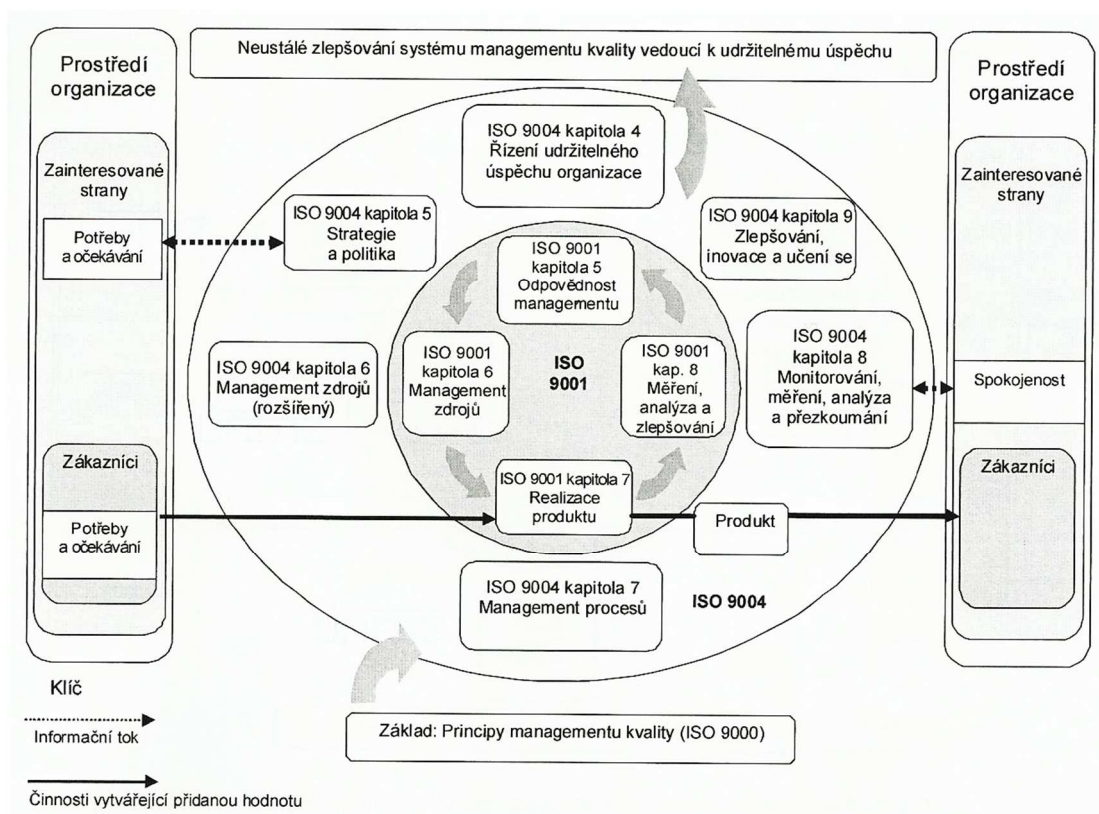 Neustálé zlepšování systému managementu kvality vedoucí k udržitelnému úspěchu
Prostředí
organizace
Zainteresované
strany
Potřeby
a očekávání
Zákazníci
Potřeby
a očekávání
ISO 9004 kapitola 4
Řízení udržitelného
úspěchu organizace
ISO 9004 kapitola 5
Strategie
a politika
ISO 9004 kapitola 9
Zlepšování,
inovace a učení se
ISO 9001
kapitola 5
Odpovědnost
managementu
ISO 9004 kapitola 6
Management zdrojů
(rozšířený)
ISO 9001
kapitola 6
Management
zdrojů
ISO
9001
ISO 9001
kap. 8
Měření,
analýza a
zlepšování
ISO 9004
kapitola 8
Monitorování,
měření, analýza
a přezkoumání
ISO 9001 kapitola 7
Realizace
produktu
Produkt
ISO 9004 kapitola 7
Management procesů
ISO 9004
Prostředí
organizace
Zainteresované
strany
Spokojenost
Zákazníci
Základ: Principy managementu kvality (ISO 9000)
Klíč
Informační tok
Činnosti vytvářející přidanou hodnotu